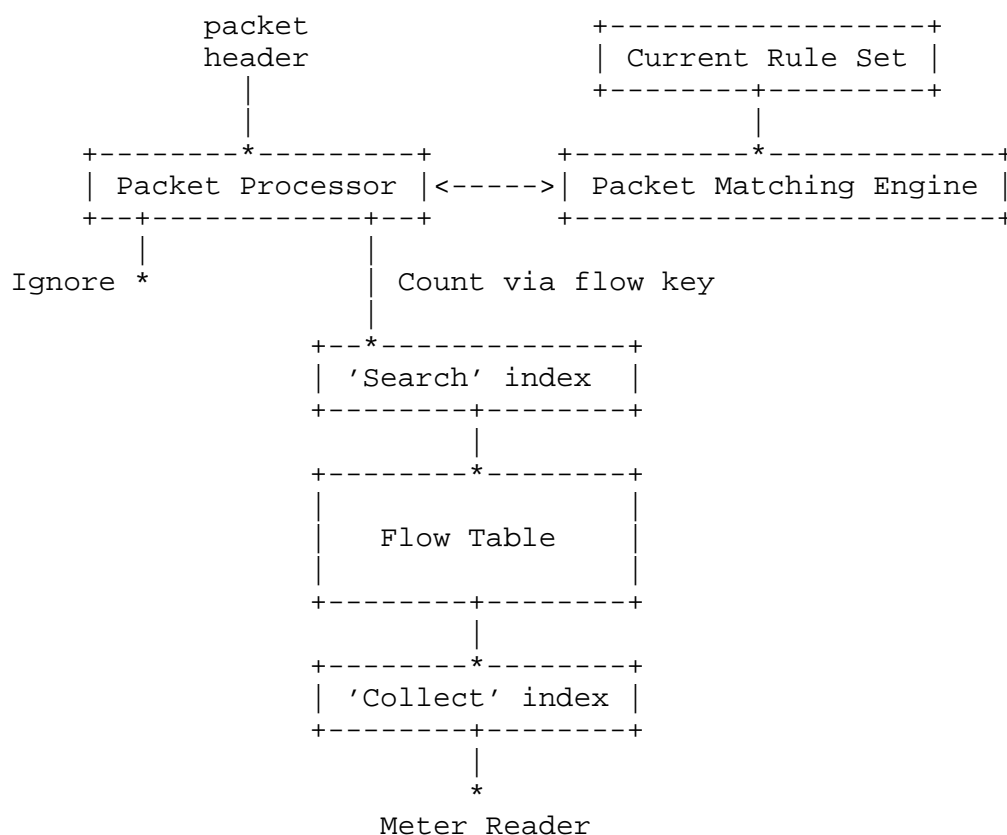 packet
header
Current Rule Set
Packet Processor
<----->
Packet Matching Engine
Ignore *
Count via flow key
'Search' index
Flow Table
'Collect' index
Meter Reader